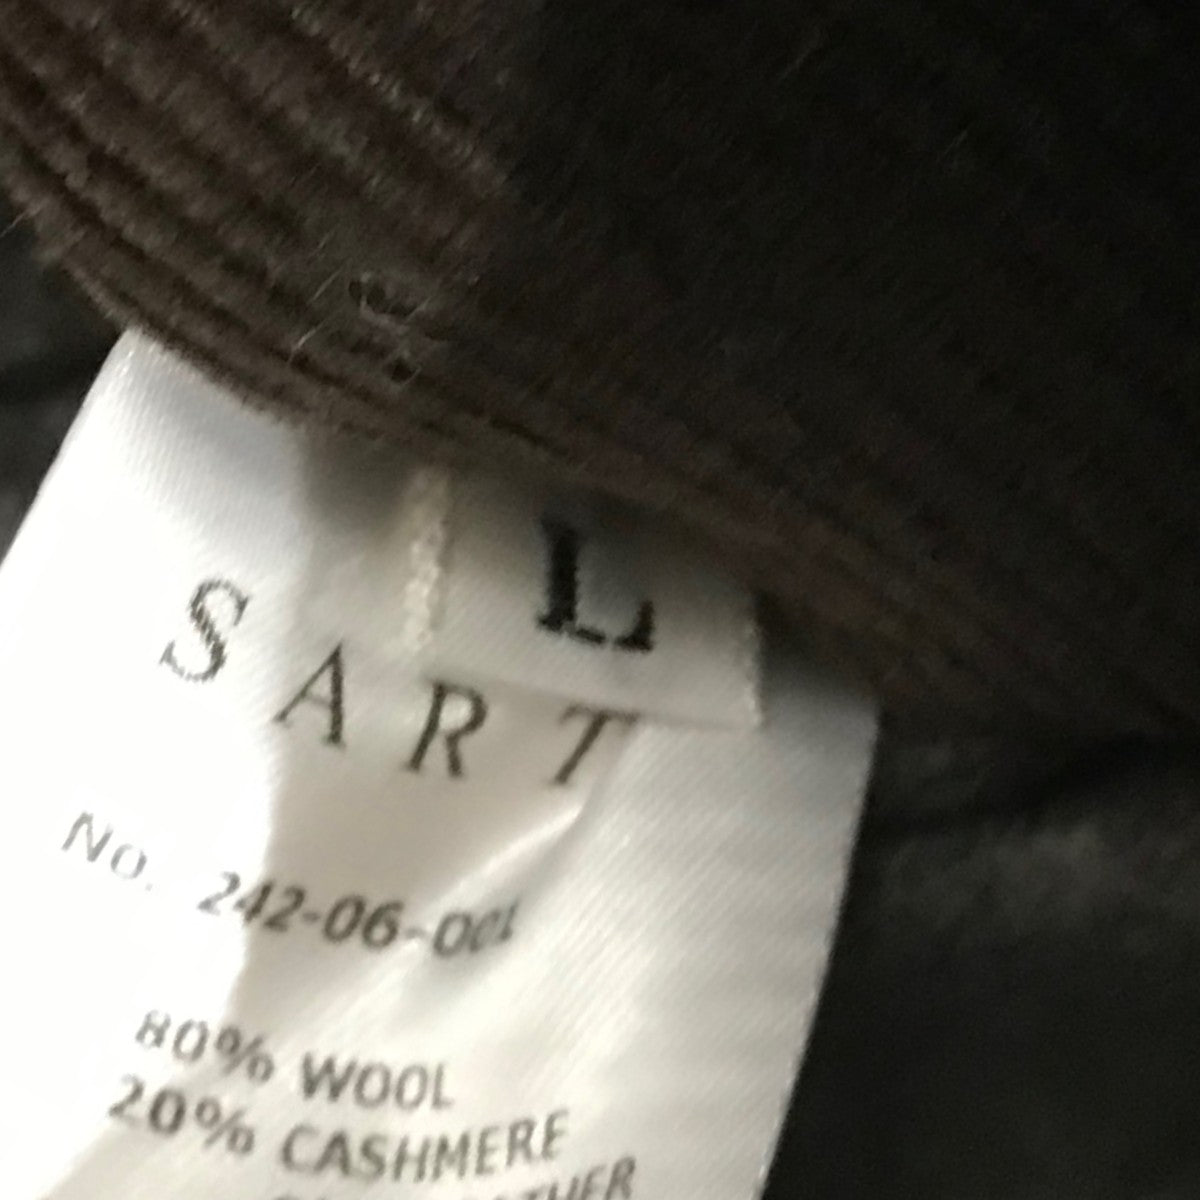 L
SART
No. 242-06-001
80% WOOL
20% CASHMERE